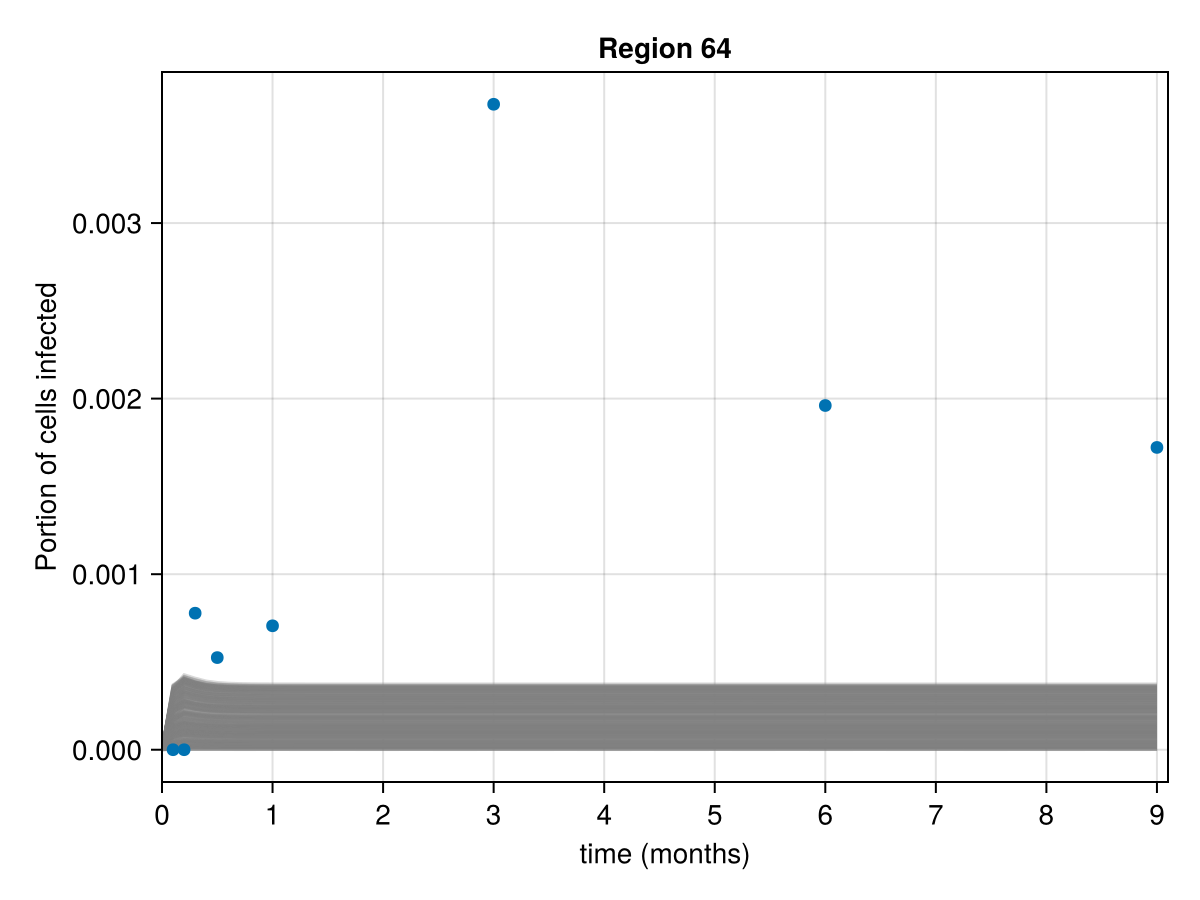 Region 64
Portion of cells infected
0.003
0.002
0.001
0.000
0 1 2 3 4 5 6 7 8 9
time (months)